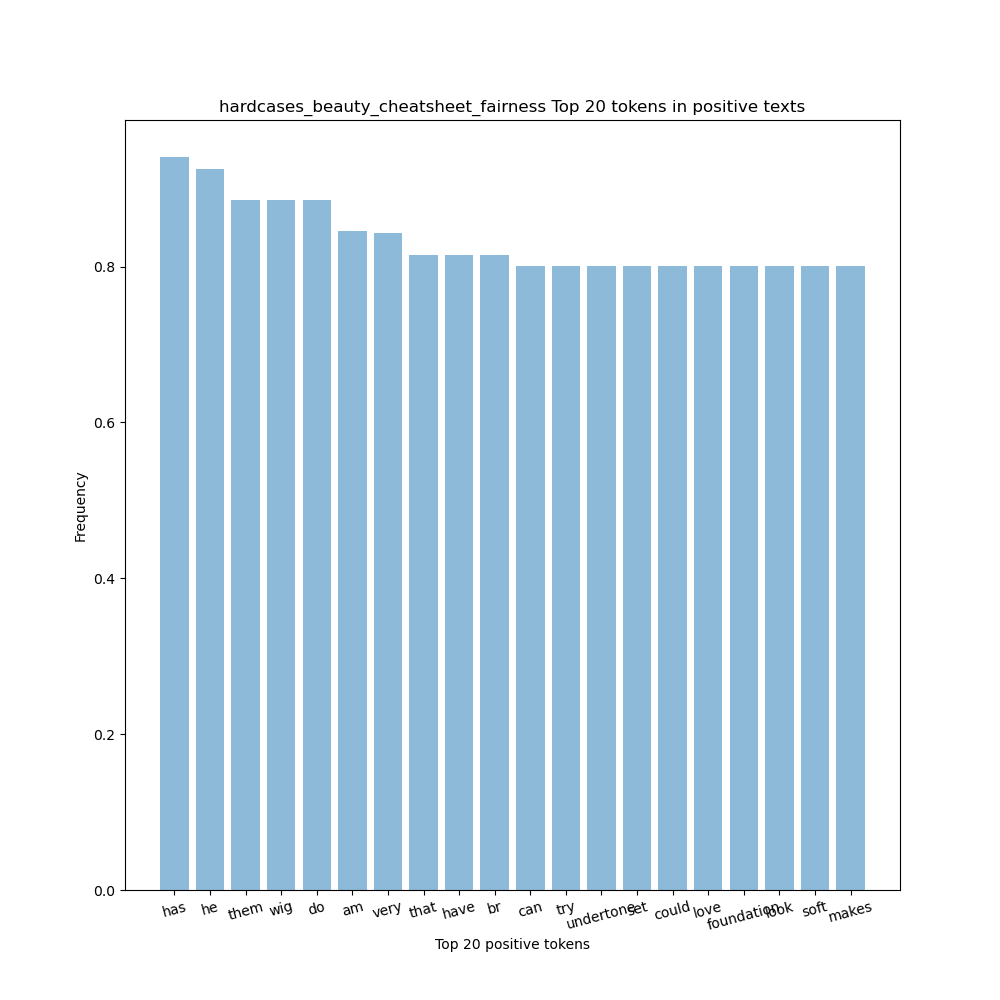 hardcases_beauty_cheatsheet_fairness Top 20 tokens in positive texts
Frequency
0.8
0.6
0.4
0.2
0.0
has he them wig do am very that have br can try undertone set could love foundation look soft makes
Top 20 positive tokens